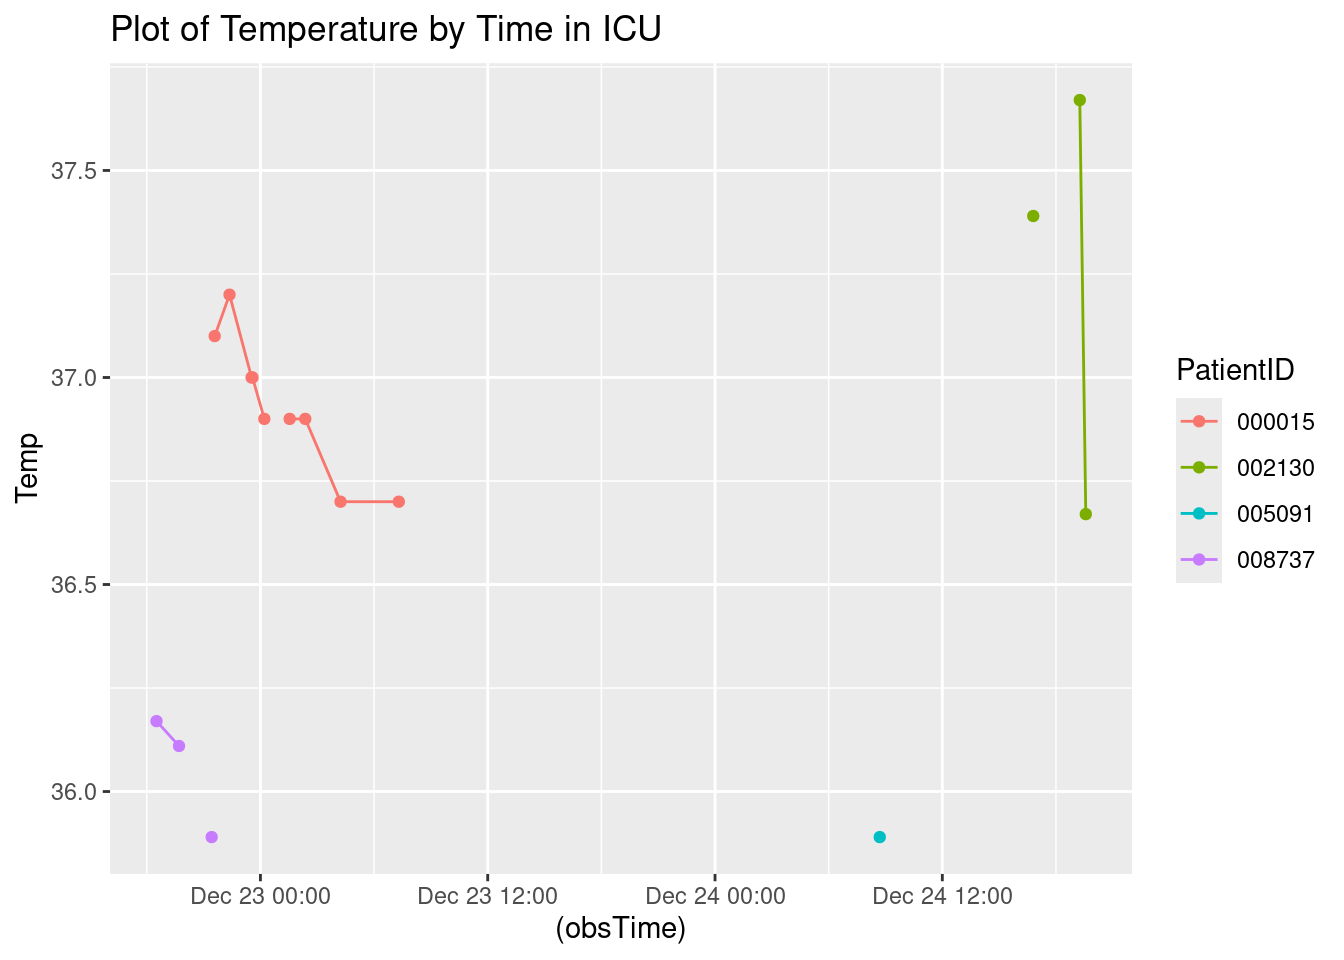 Plot of Temperature by Time in ICU
Temp
37.5
37.0
36.5
36.0
Dec 23 00:00 Dec 23 12:00 Dec 24 00:00 Dec 24 12:00
(obsTime)
PatientID
000015
002130
005091
008737